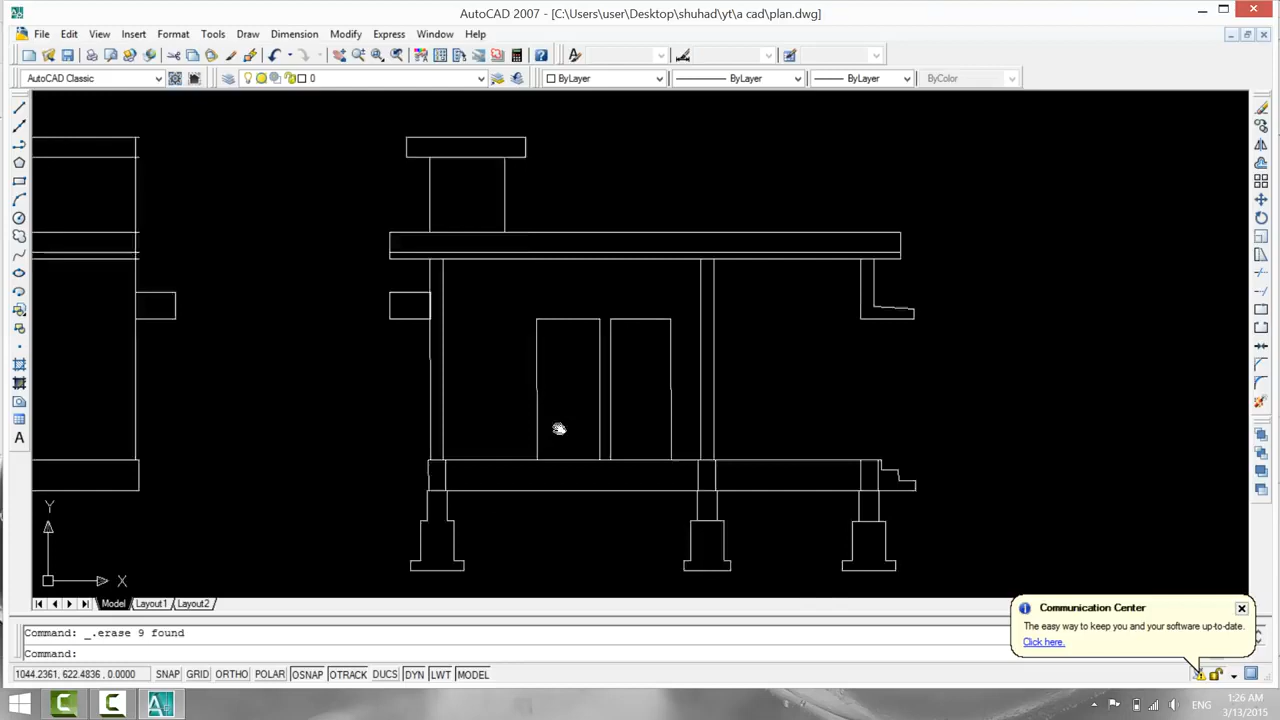 AutoCAD 2007 - [C:\Users\user\Desktop\shuhad\yt\a cad\plan.dwg]
File Edit View Insert Format Tools Draw Dimension Modify Express Window Help
AutoCAD Classic 0 ByLayer ByLayer ByLayer ByColor
A
Y
X
Model Layout1 Layout2
Command: _.erase 9 found
Command:
Communication Center
The easy way to keep you and your software up-to-date.
Click here.
1044.2361, 622.4836, 0.0000 SNAP GRID ORTHO POLAR OSNAP OTRACK DUCS DYN LWT MODEL
ENG
1:26 AM
3/13/2015